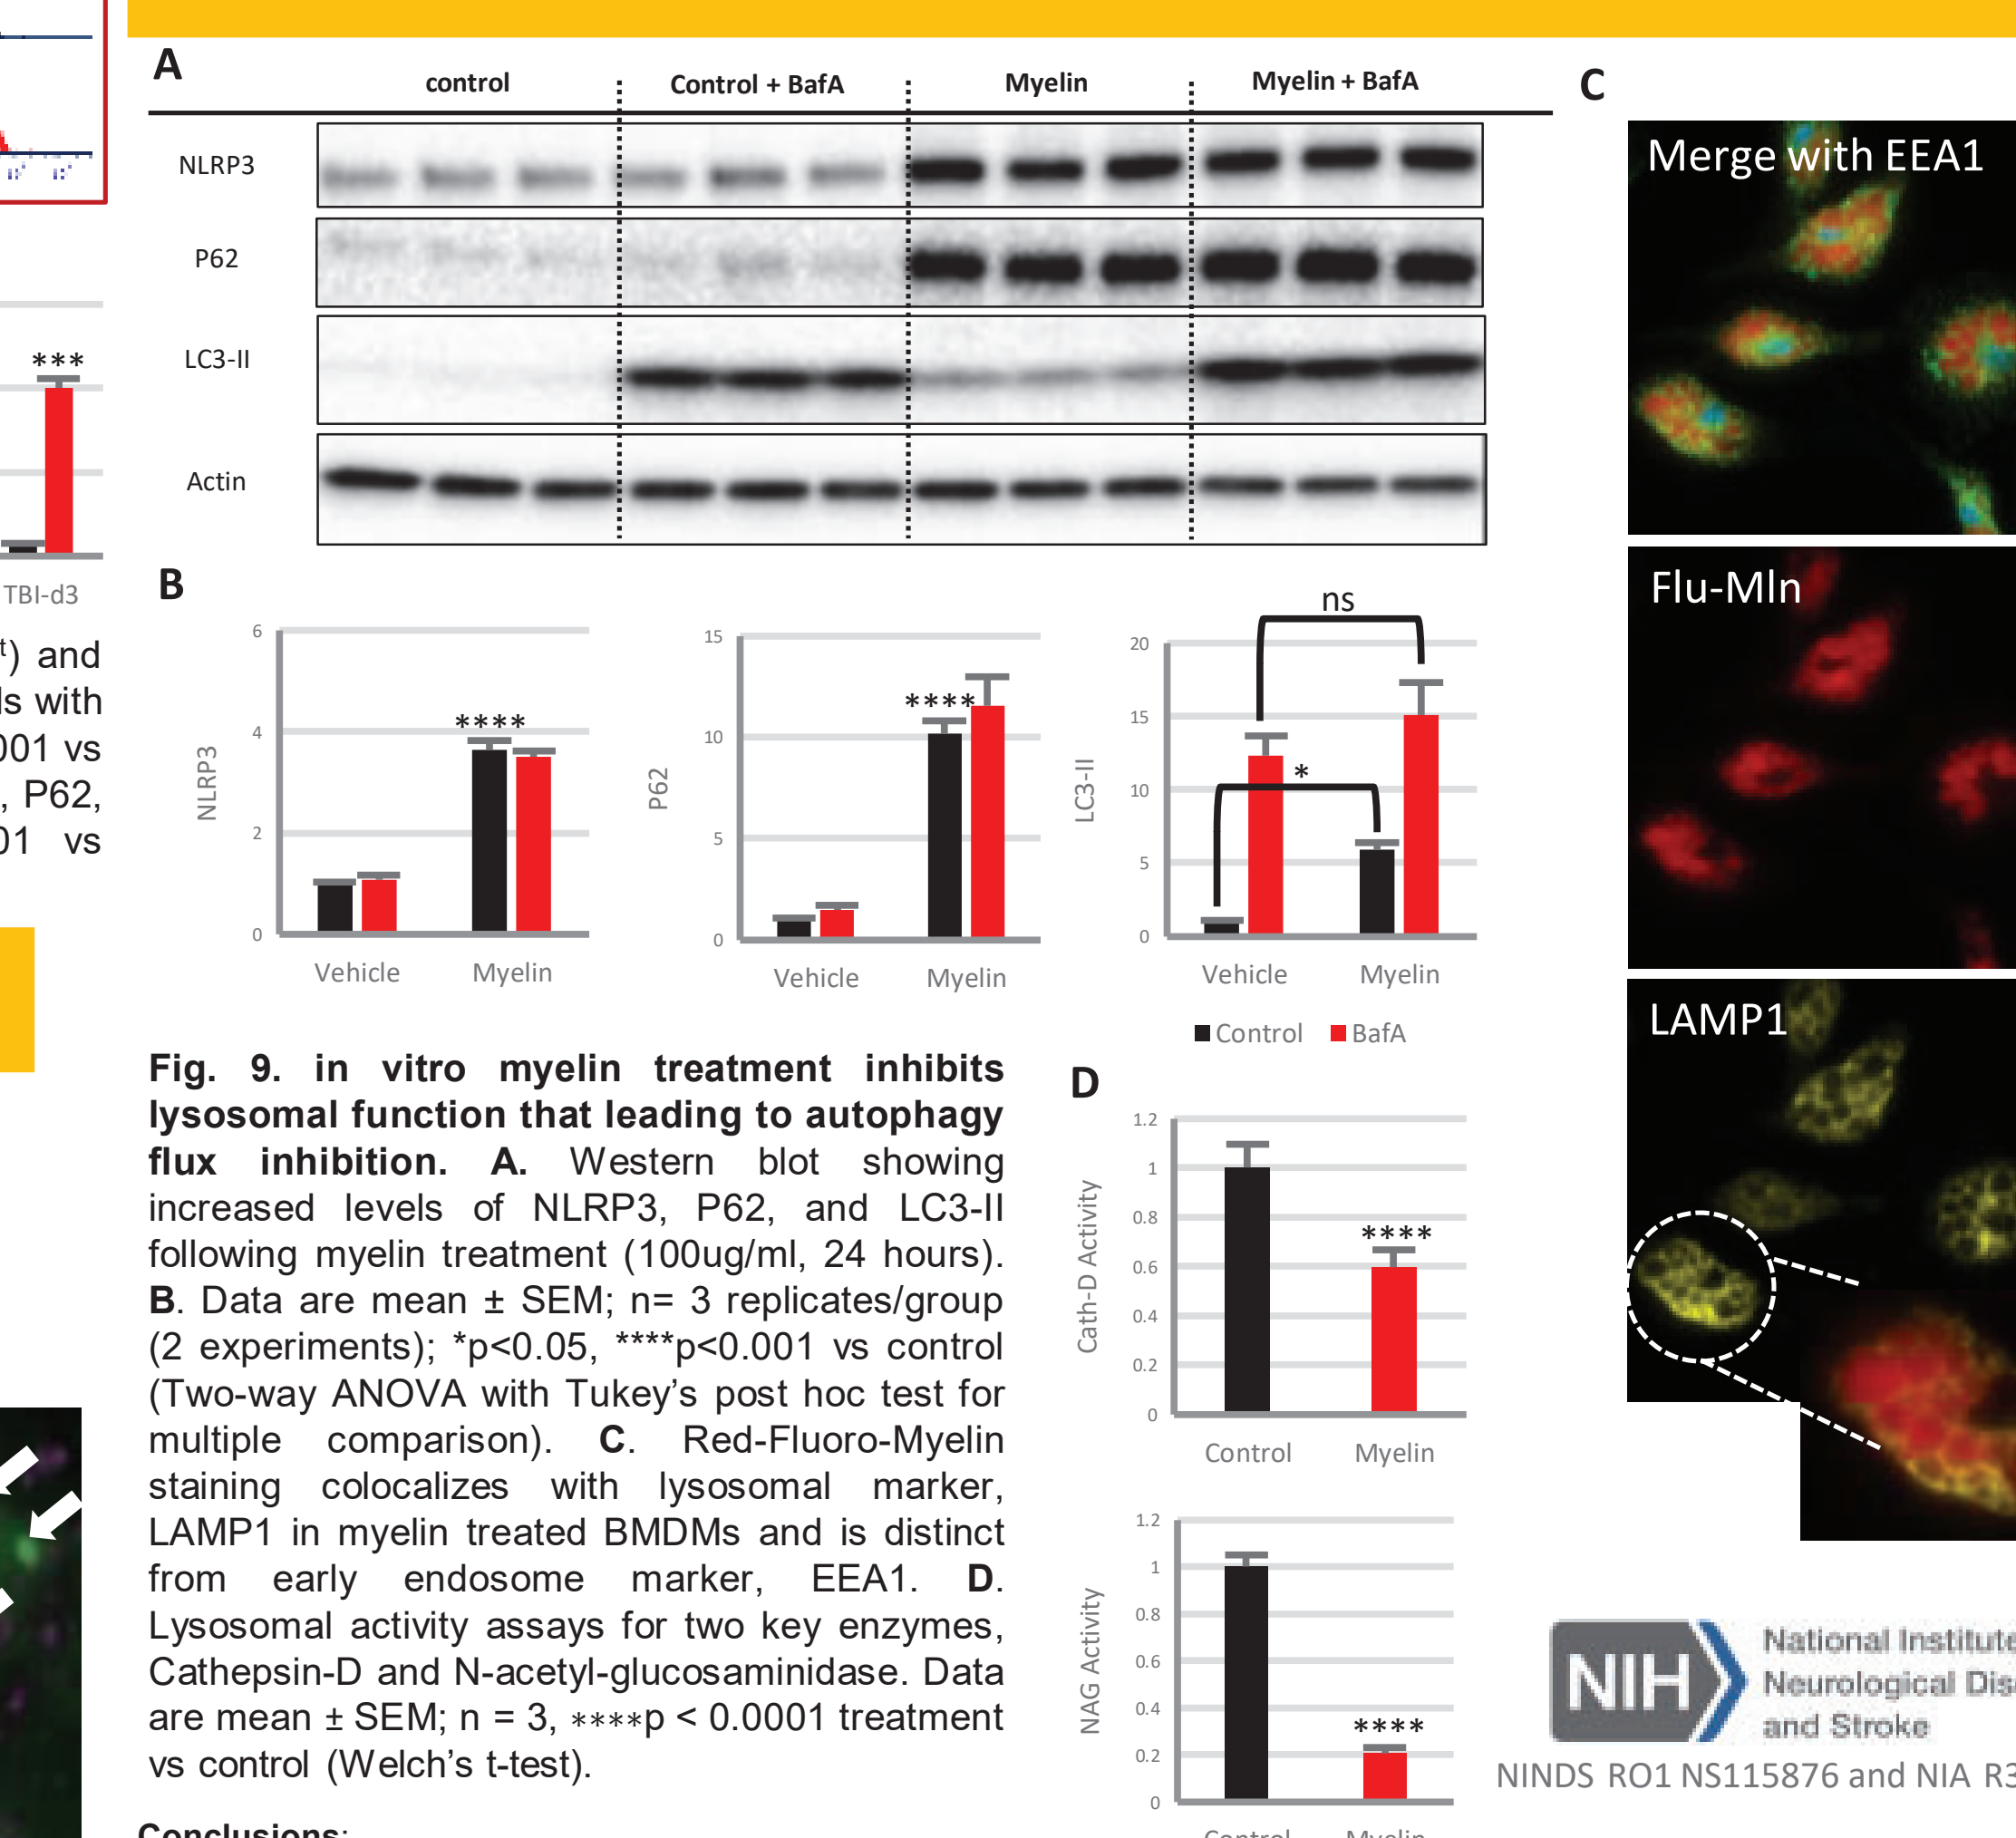 ***
TBI-d3
t) and
ls with
001 vs
, P62,
01 vs
A
control
Control + BafA
Myelin
Myelin + BafA
NLRP3
P62
LC3-II
Actin
B
6
4
2
0
NLRP3
****
Vehicle
Myelin
15
10
5
0
P62
****
Vehicle
Myelin
20
15
10
5
0
LC3-II
ns
*
Vehicle
Myelin
Control
BafA
Fig. 9. in vitro myelin treatment inhibits
lysosomal function that leading to autophagy
flux inhibition. A. Western blot showing
increased levels of NLRP3, P62, and LC3-II
following myelin treatment (100ug/ml, 24 hours).
B. Data are mean ± SEM; n= 3 replicates/group
(2 experiments); *p<0.05, ****p<0.001 vs control
(Two-way ANOVA with Tukey’s post hoc test for
multiple comparison). C. Red-Fluoro-Myelin
staining colocalizes with lysosomal marker,
LAMP1 in myelin treated BMDMs and is distinct
from early endosome marker, EEA1. D.
Lysosomal activity assays for two key enzymes,
Cathepsin-D and N-acetyl-glucosaminidase. Data
are mean ± SEM; n = 3, ****p < 0.0001 treatment
vs control (Welch’s t-test).
Conclusions:
D
1.2
1
0.8
0.6
0.4
0.2
0
Cath-D Activity
****
Control
Myelin
1.2
1
0.8
0.6
0.4
0.2
0
NAG Activity
****
Control
Myelin
C
Merge with EEA1
Flu-Mln
LAMP1
NIH
National Institute
Neurological Dis
and Stroke
NINDS RO1 NS115876 and NIA R3